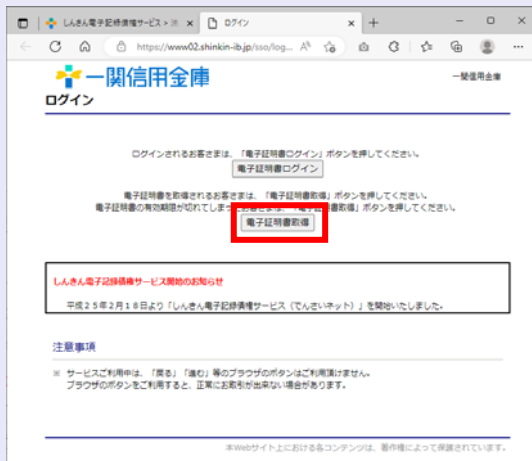 しんきん電子記録債権サービス > ﾛｸﾞ
ログイン
https://www02.shinkin-ib.jp/sso/log...
一関信用金庫
一関信用金庫
ログイン
ログインされるお客さまは、「電子証明書ログイン」ボタンを押してください。
電子証明書ログイン
電子証明書を取得されるお客さまは、「電子証明書取得」ボタンを押してください。
電子証明書の有効期限が切れてしまったお客さまは、「電子証明書取得」ボタンを押してください。
電子証明書取得
しんきん電子記録債権サービス開始のお知らせ
平成25年2月18日より「しんきん電子記録債権サービス（でんさいネット）」を開始いたしました。
注意事項
※ サービスご利用中は、「戻る」「進む」等のブラウザのボタンはご利用頂けません。
ブラウザのボタンをご利用すると、正常にお取引が出来ない場合があります。
本Webサイト上における各コンテンツは、著作権によって保護されています。